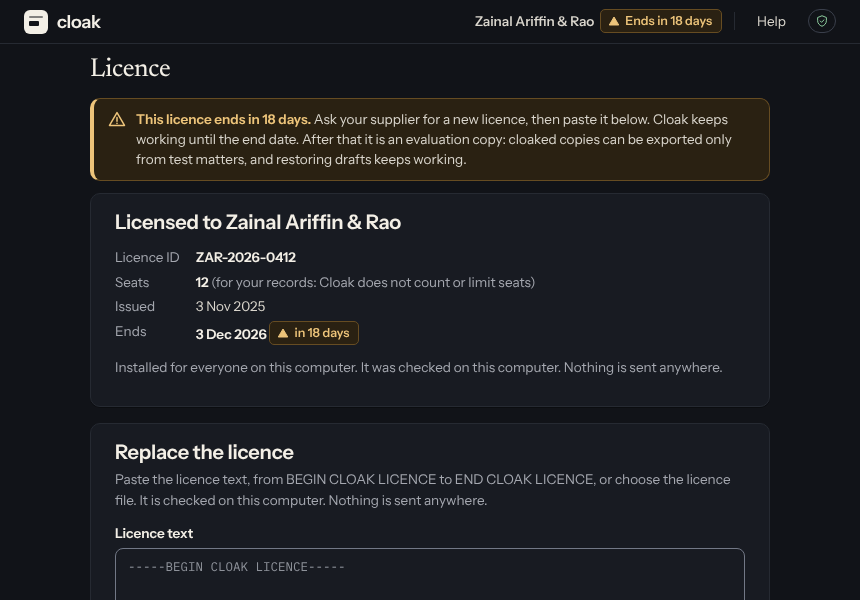 cloak
Zainal Ariffin & Rao
Ends in 18 days
Help
Licence
This licence ends in 18 days. Ask your supplier for a new licence, then paste it below. Cloak keeps
working until the end date. After that it is an evaluation copy: cloaked copies can be exported only
from test matters, and restoring drafts keeps working.
Licensed to Zainal Ariffin & Rao
Licence ID ZAR-2026-0412
Seats 12 (for your records: Cloak does not count or limit seats)
Issued 3 Nov 2025
Ends 3 Dec 2026 in 18 days
Installed for everyone on this computer. It was checked on this computer. Nothing is sent anywhere.
Replace the licence
Paste the licence text, from BEGIN CLOAK LICENCE to END CLOAK LICENCE, or choose the licence
file. It is checked on this computer. Nothing is sent anywhere.
Licence text
-----BEGIN CLOAK LICENCE-----